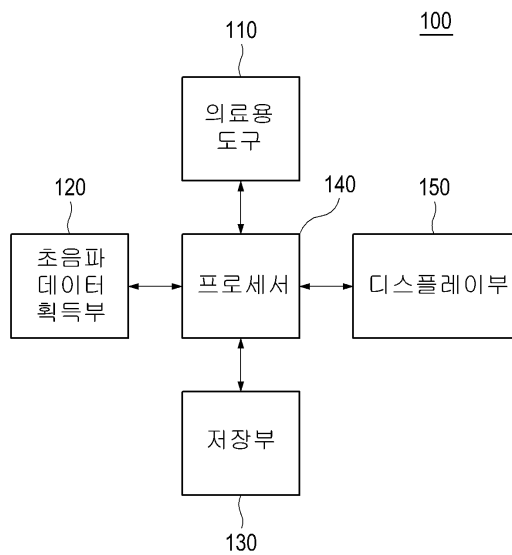 100
110
의료용
도구
120
초음파
데이터
획득부
140
프로세서
150
디스플레이부
저장부
130